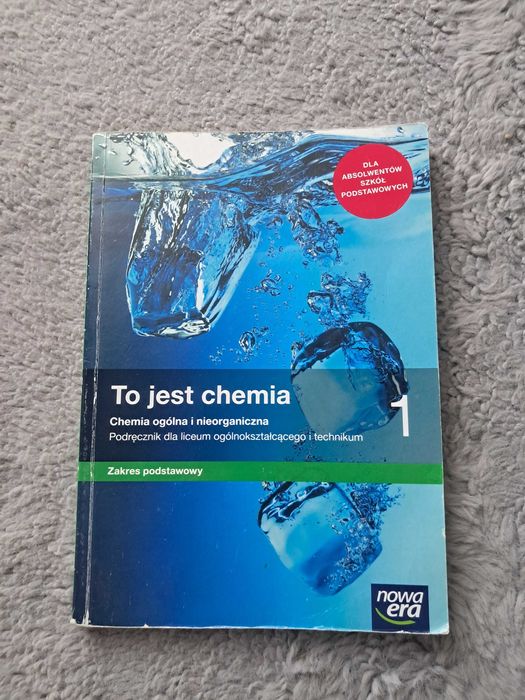 DLA
ABSOLWENTÓW
SZKÓŁ
PODSTAWOWYCH
To jest chemia
1
Chemia ogólna i nieorganiczna
Podręcznik dla liceum ogólnokształcącego i technikum
Zakres podstawowy
nowa
era